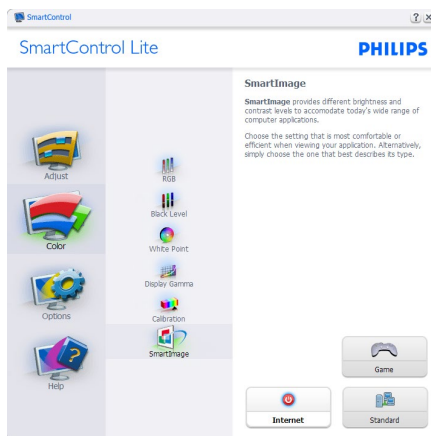 SmartControl
SmartControl Lite
PHILIPS
Adjust
Color
Options
Help
RGB
Black Level
White Point
Display Gamma
Calibration
SmartImage
SmartImage
SmartImage provides different brightness and
contrast levels to accomodate today's wide range of
computer applications.
Choose the setting that is most comfortable or
efficient when viewing your application. Alternatively,
simply choose the one that best describes its type.
Game
Internet
Standard